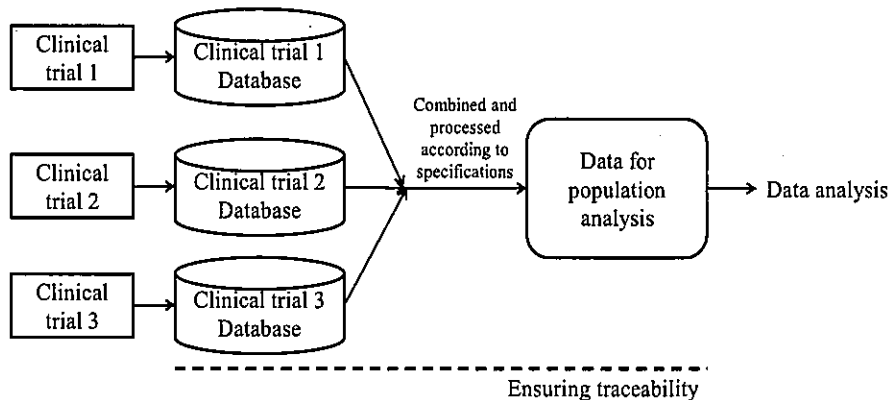 Clinical
trial 1
Clinical trial 1
Database
Combined and
processed
according to
specifications
Clinical
trial 2
Clinical trial 2
Database
Data for
population
analysis
Data analysis
Clinical
trial 3
Clinical trial 3
Database
Ensuring traceability